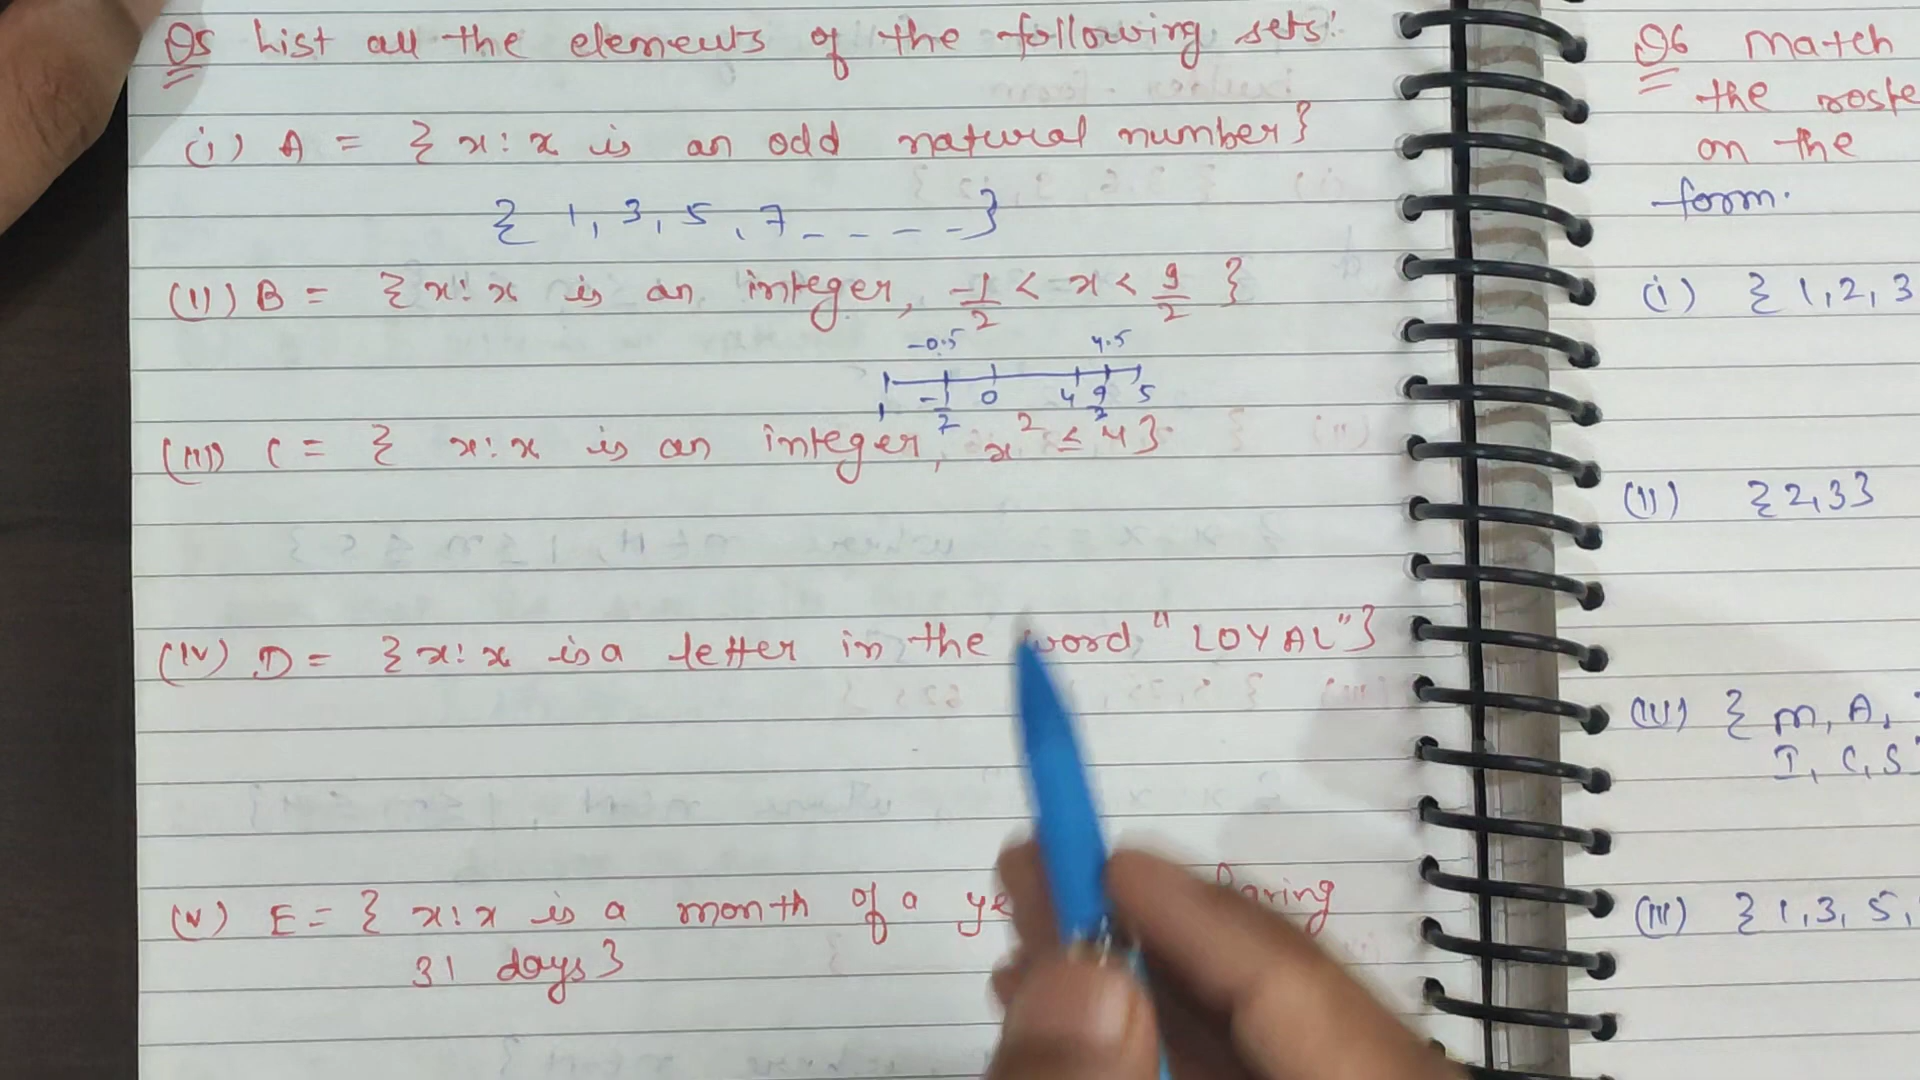 Q5 List all the elements of the following sets:
(i) A = { x : x is an odd natural number}
{ 1, 3, 5, 7 - - - - }
(II) B = { x : x is an integer, -1/2 < x < 9/2 }
-0.5 4.5
-1/2 0 4 9/2 5
(III) C = { x : x is an integer, x² ≤ 4}
(IV) D = { x : x is a letter in the word "LOYAL"}
(V) E = { x : x is a month of a
31 days}
Q6 Match
the roste
on the
form.
(i) { 1, 2, 3
(II) {2,3}
(IV) { M, A,
I, C, S
(III) { 1, 3, 5,